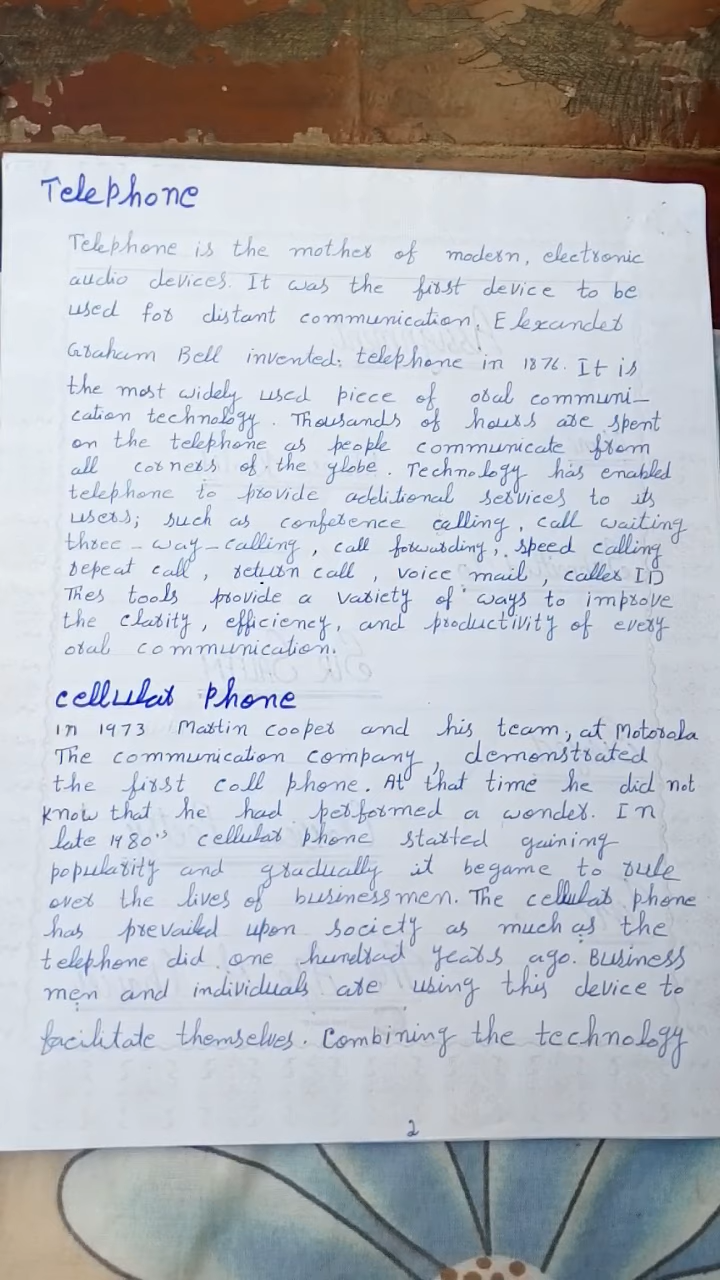 Telephone
Telephone is the mother of modern, electronic
audio devices. It was the first device to be
used for distant communication. Elexander
Graham Bell invented: telephone in 1876. It is
the most widely used piece of oral communi-
cation technology. Thousands of hours are spent
on the telephone as people communicate from
all corners of the globe. Technology has enabled
telephone to provide additional services to its
users; such as conference calling, call waiting
three-way-calling, call forwarding, speed calling
repeat call, return call, voice mail, caller ID
Thes tools provide a variety of ways to improve
the clarity, efficiency, and productivity of every
oral communication.
cellular phone
in 1973 Martin cooper and his team, at Motorola
The communication company, demonstrated
the first coll phone. At that time he did not
know that he had performed a wonder. In
late 1980's cellular phone started gaining
popularity and gradually it begame to rule
over the lives of businessmen. The cellular phone
has prevailed upon society as much as the
telephone did one hundrad years ago. Business
men and individuals are using this device to
facilitate themselves. Combining the technology
2